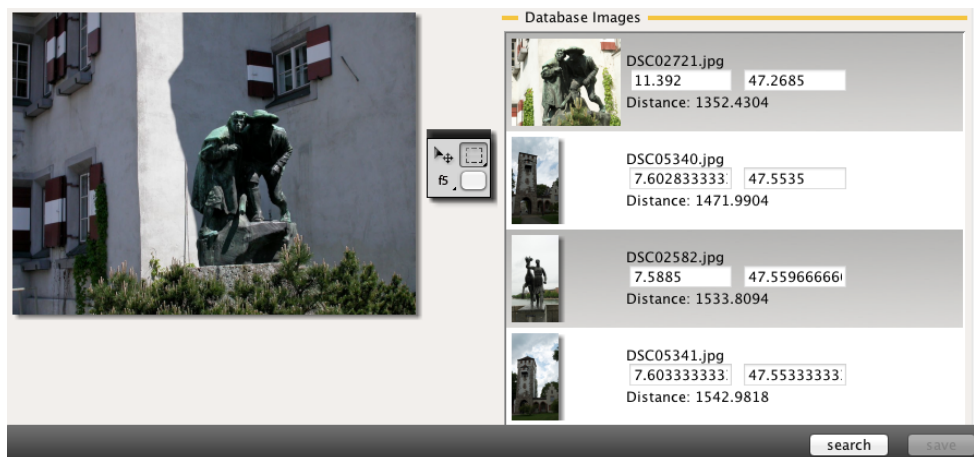 Database Images
DSC02721.jpg
11.392 47.2685
Distance: 1352.4304
f5
DSC05340.jpg
7.602833333 47.5535
Distance: 1471.9904
DSC02582.jpg
7.5885 47.559666666
Distance: 1533.8094
DSC05341.jpg
7.603333333 47.55333333
Distance: 1542.9818
search save